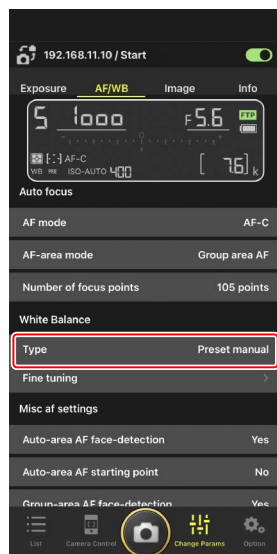 192.168.11.10 / Start
Exposure AF/WB Image Info
S 1000 F5.6 FTP
AF-C
WB PRE ISO-AUTO 400 [ 7.6] k
Auto focus
AF mode AF-C
AF-area mode Group area AF
Number of focus points 105 points
White Balance
Type Preset manual
Fine tuning
Misc af settings
Auto-area AF face-detection Yes
Auto-area AF starting point No
Group-area AF face-detection Yes
List Camera Control Change Params Option